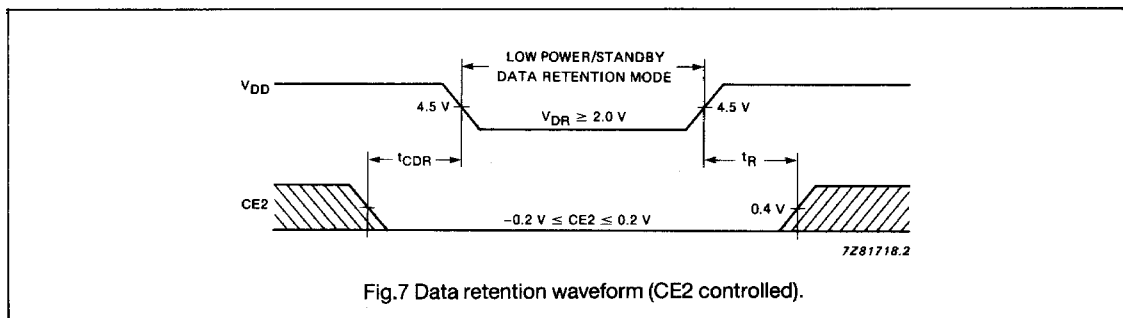 LOW POWER/STANDBY
DATA RETENTION MODE
VDD
4.5 V
VDR ≥ 2.0 V
4.5 V
tCDR
tR
CE2
-0.2 V ≤ CE2 ≤ 0.2 V
0.4 V
7Z81718.2
Fig.7 Data retention waveform (CE2 controlled).